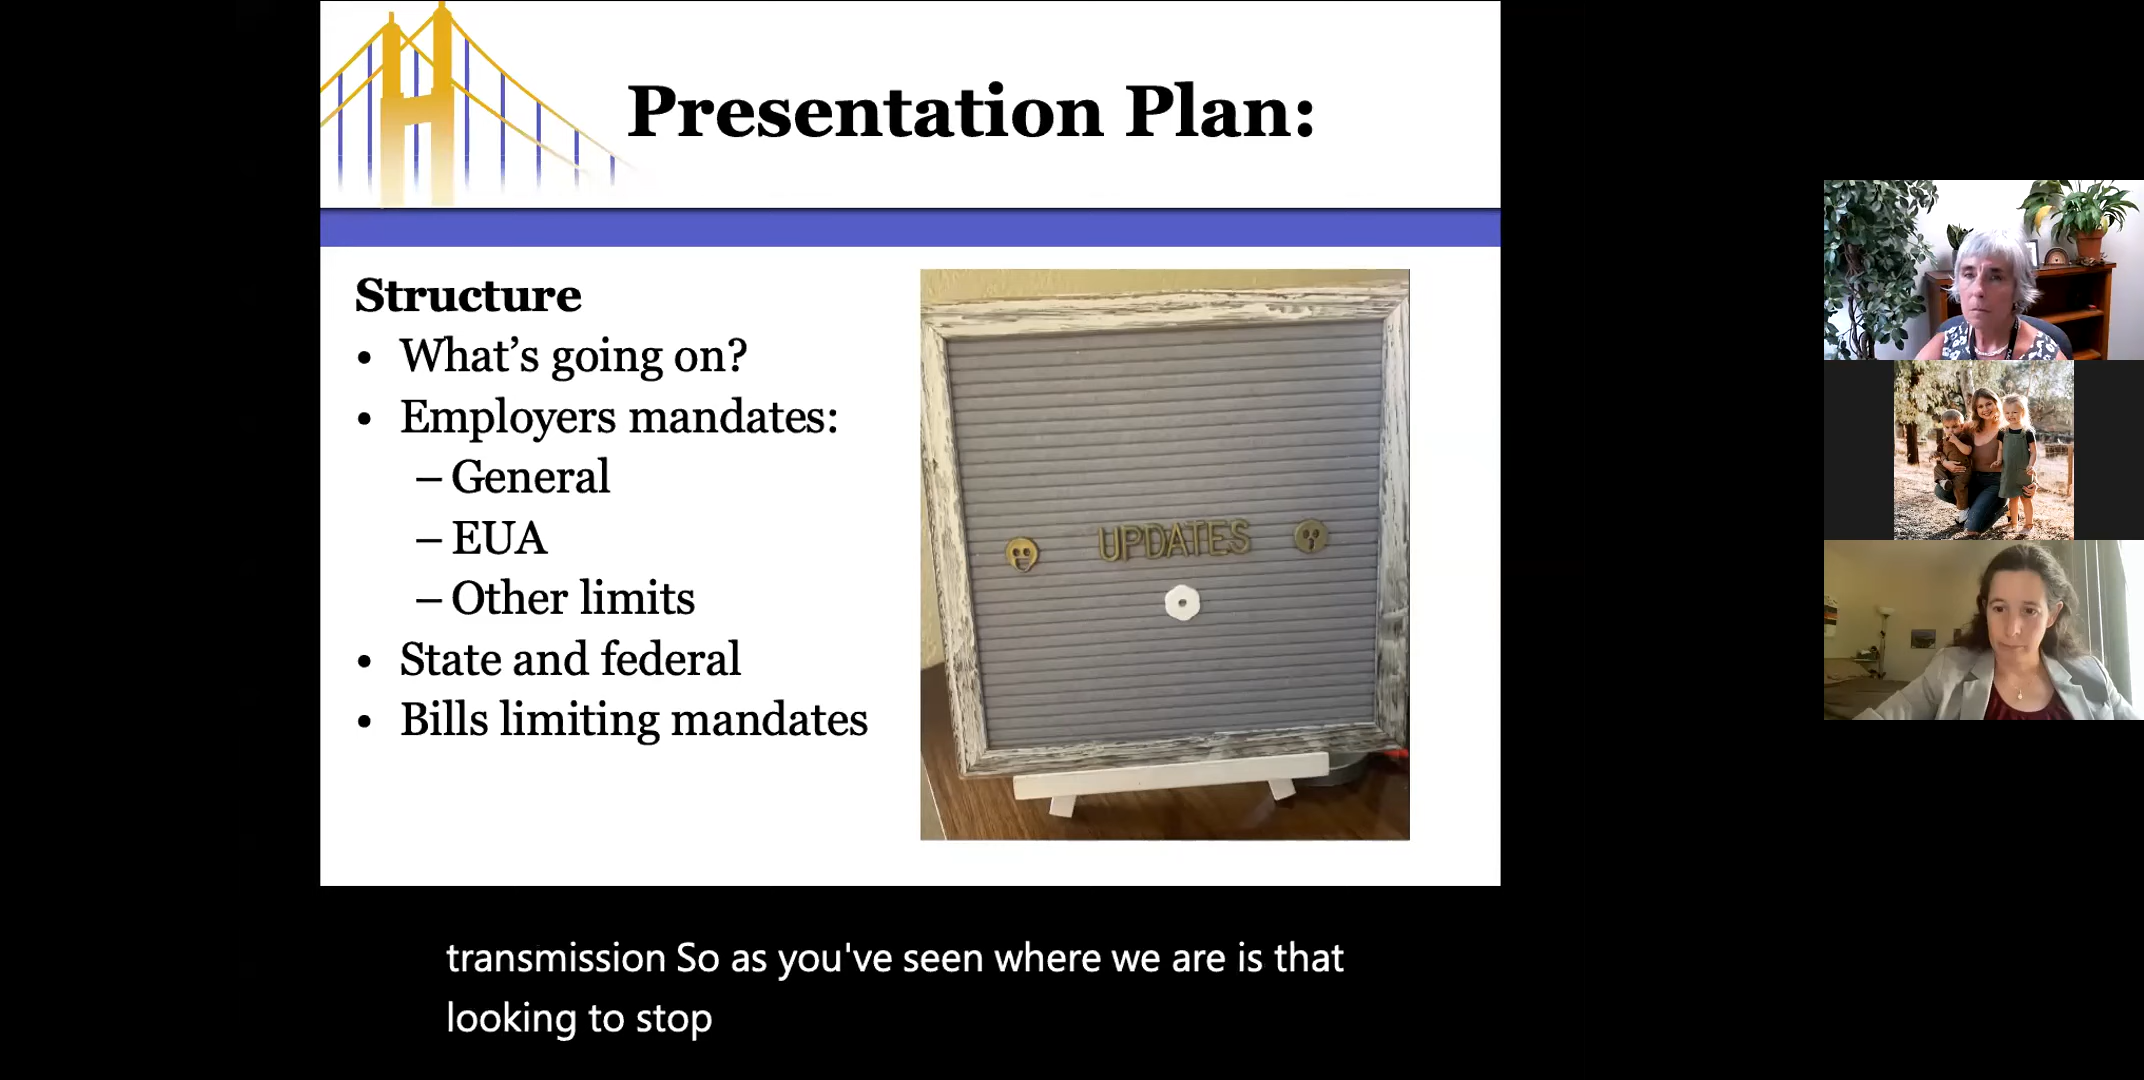 Presentation Plan:
Structure
• What's going on?
• Employers mandates:
– General
– EUA
– Other limits
• State and federal
• Bills limiting mandates
UPDATES
transmission So as you've seen where we are is that
looking to stop